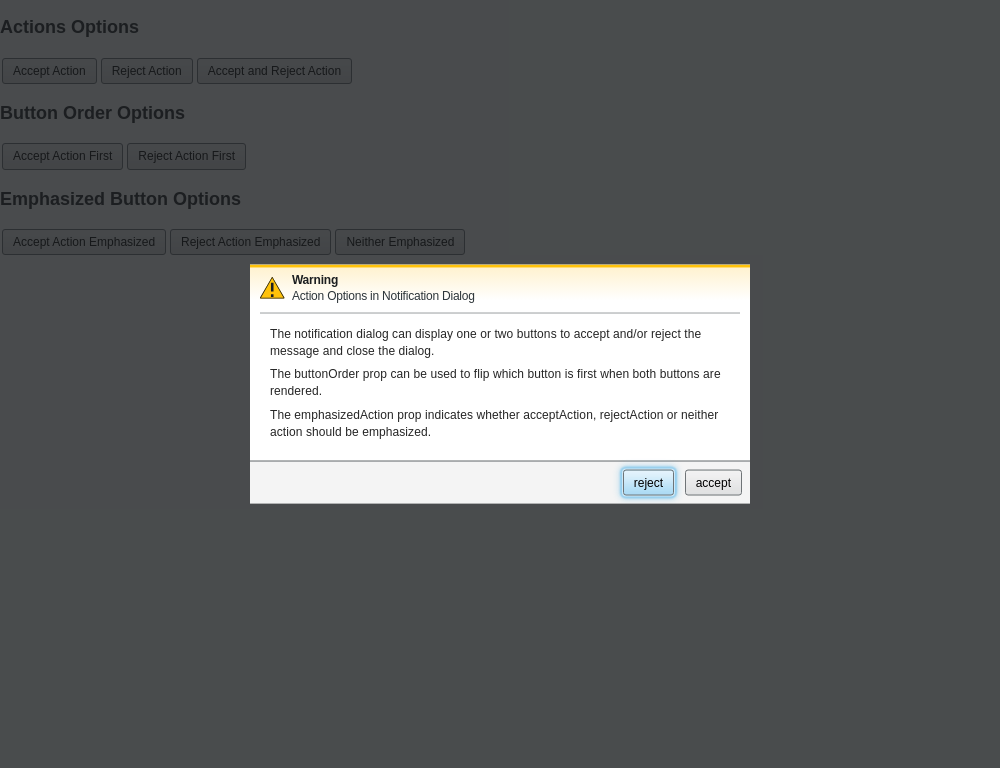 Actions Options
Accept Action Reject Action Accept and Reject Action
Button Order Options
Accept Action First Reject Action First
Emphasized Button Options
Accept Action Emphasized Reject Action Emphasized Neither Emphasized
Warning
Action Options in Notification Dialog
The notification dialog can display one or two buttons to accept and/or reject the
message and close the dialog.
The buttonOrder prop can be used to flip which button is first when both buttons are
rendered.
The emphasizedAction prop indicates whether acceptAction, rejectAction or neither
action should be emphasized.
reject accept